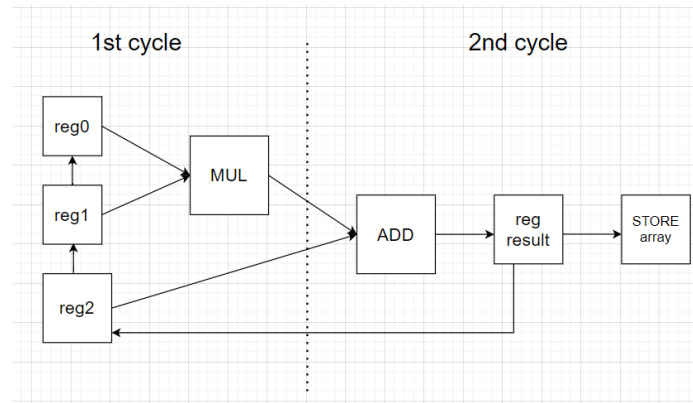 1st cycle
2nd cycle
reg0
MUL
reg1
ADD
reg
result
STORE
array
reg2